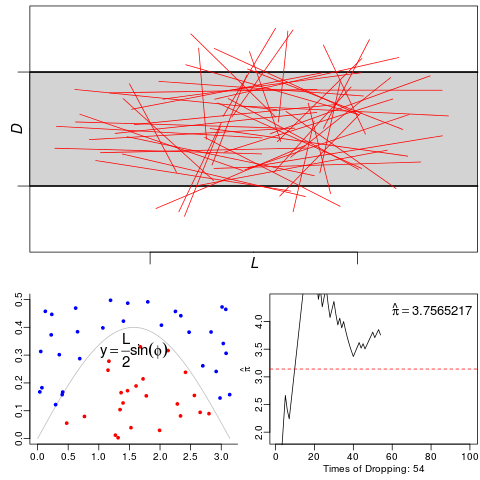 D
L
0.5
0.4
0.3
0.2
0.1
0.0
y = L/2 sin(ϕ)
0.0 0.5 1.0 1.5 2.0 2.5 3.0
π̂ = 3.7565217
4.0
3.5
3.0
2.5
2.0
π̂
0 20 40 60 80 100
Times of Dropping: 54